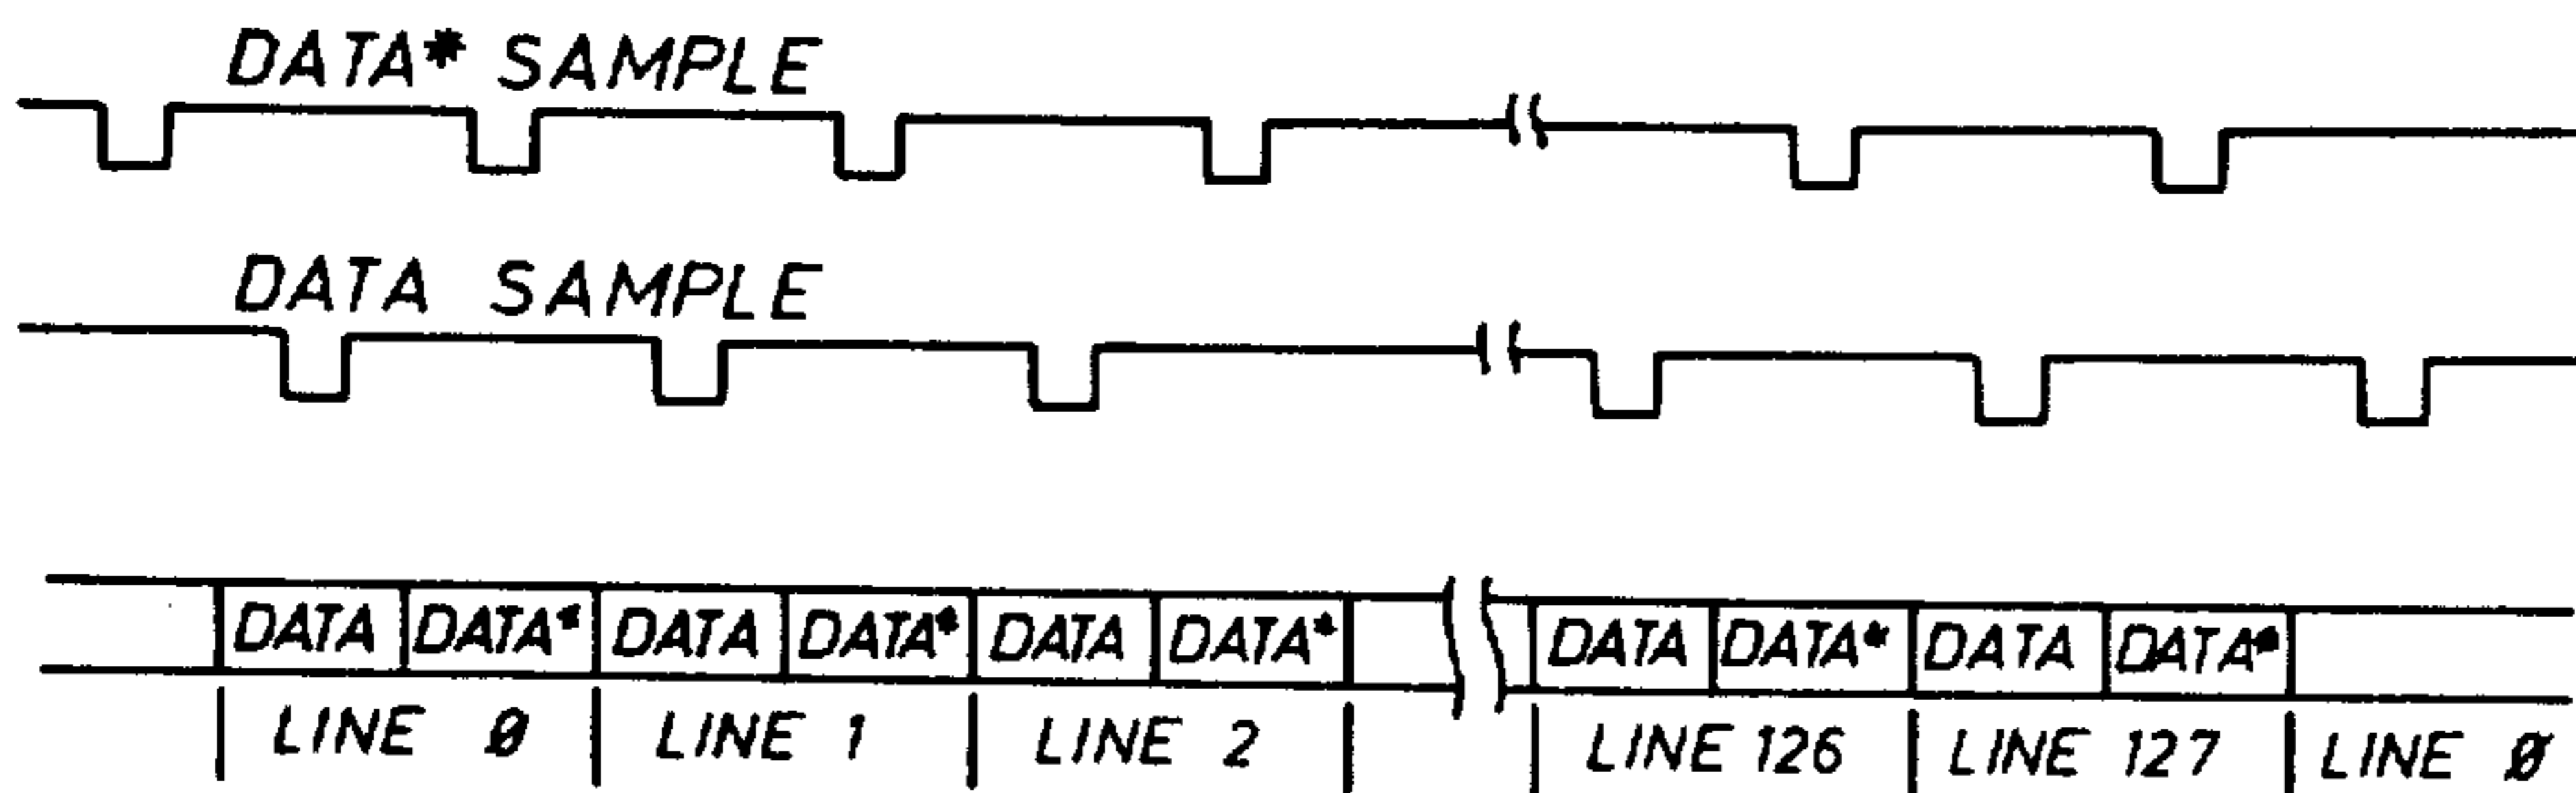 DATA* SAMPLE
DATA SAMPLE
DATA DATA* DATA DATA* DATA DATA* DATA DATA* DATA DATA*
LINE Ø LINE 1 LINE 2 LINE 126 LINE 127 LINE Ø